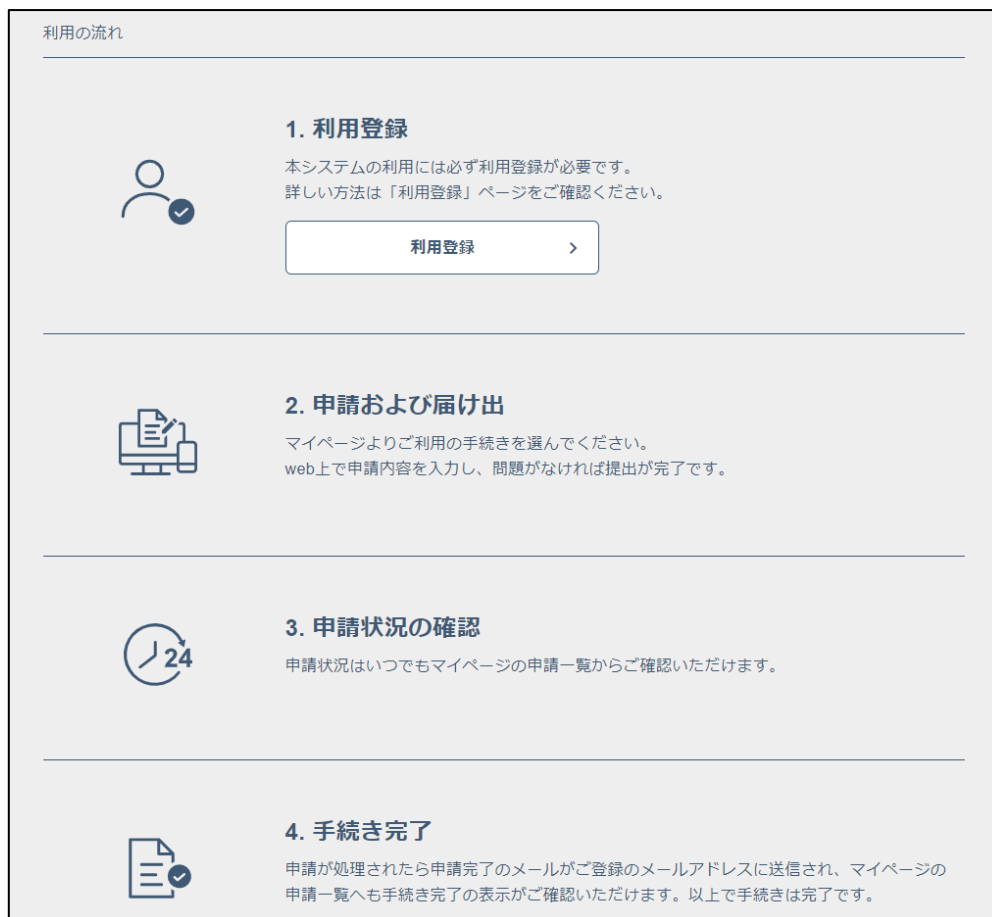 利用の流れ
1. 利用登録
本システムの利用には必ず利用登録が必要です。
詳しい方法は「利用登録」ページをご確認ください。
利用登録
2. 申請および届け出
マイページよりご利用の手続きを選んでください。
web上で申請内容を入力し、問題がなければ提出が完了です。
3. 申請状況の確認
24
申請状況はいつでもマイページの申請一覧からご確認いただけます。
4. 手続き完了
申請が処理されたら申請完了のメールがご登録のメールアドレスに送信され、マイページの
申請一覧へも手続き完了の表示がご確認いただけます。以上で手続きは完了です。